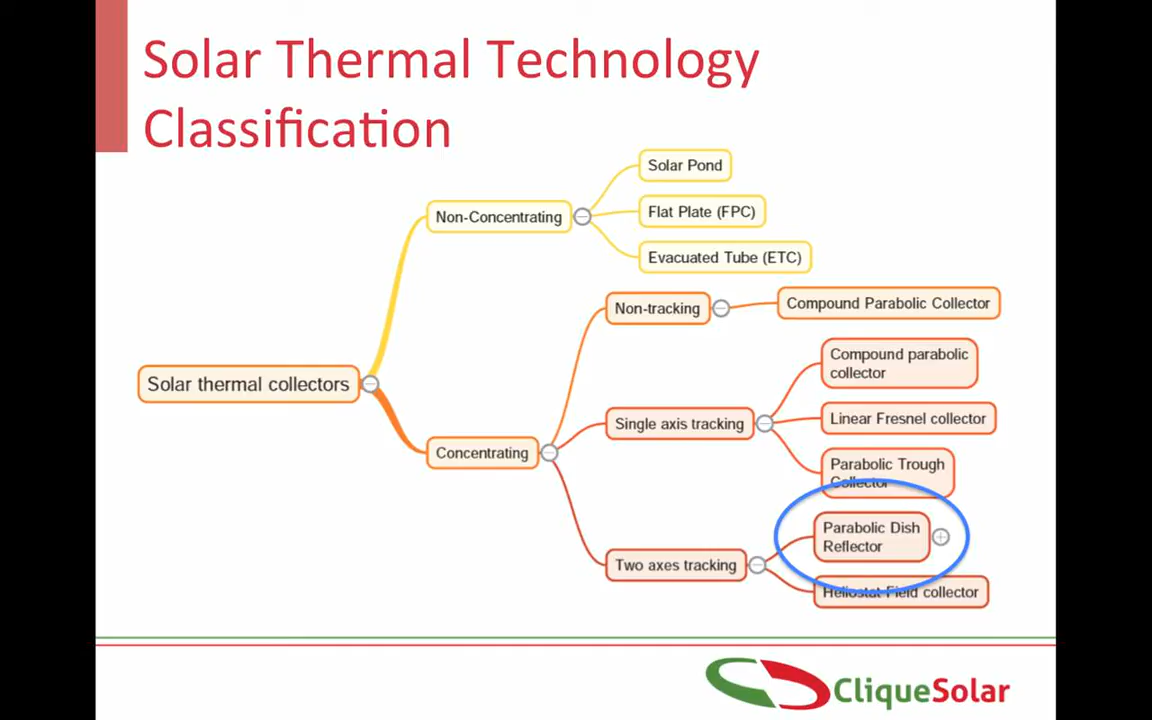 Solar Thermal Technology
Classification
Solar Pond
Non-Concentrating
Flat Plate (FPC)
Evacuated Tube (ETC)
Non-tracking
Compound Parabolic Collector
Compound parabolic
collector
Solar thermal collectors
Single axis tracking
Linear Fresnel collector
Concentrating
Parabolic Trough
Collector
Parabolic Dish
Reflector
Two axes tracking
Heliostat Field collector
CliqueSolar